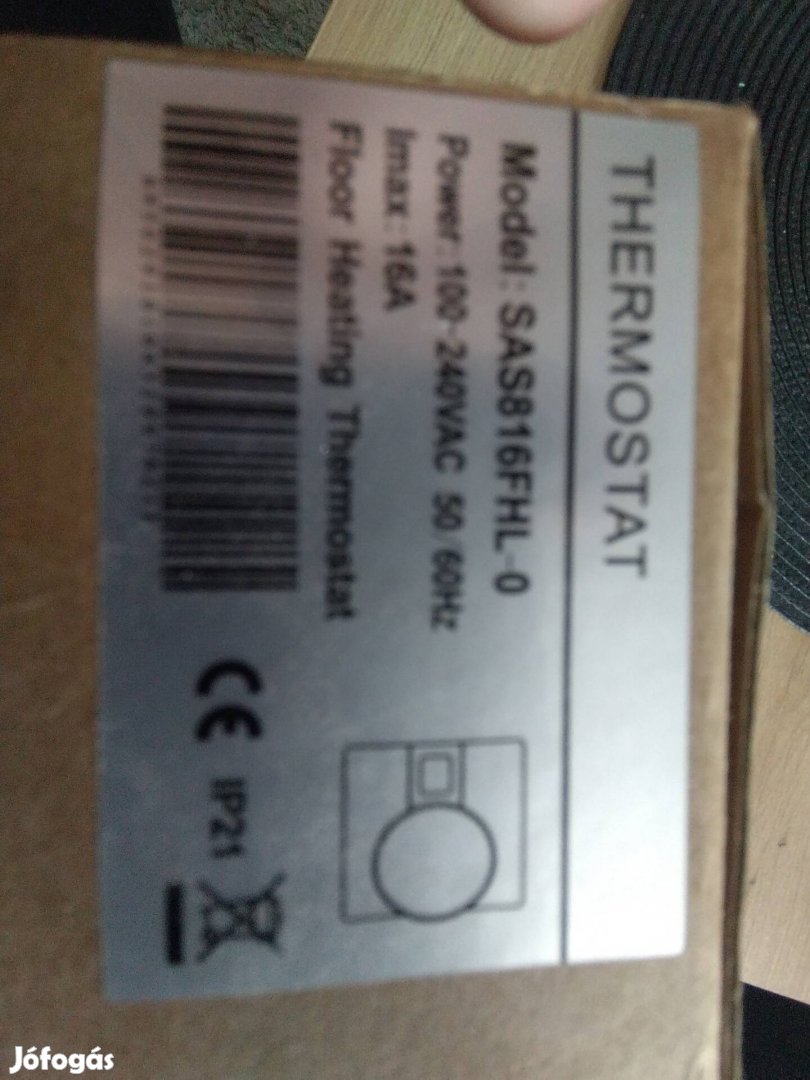 THERMOSTAT
Model: SAS816FHL-0
Power: 100~240VAC 50/60Hz
Imax: 16A
Floor Heating Thermostat
CE IP21
Jófogás